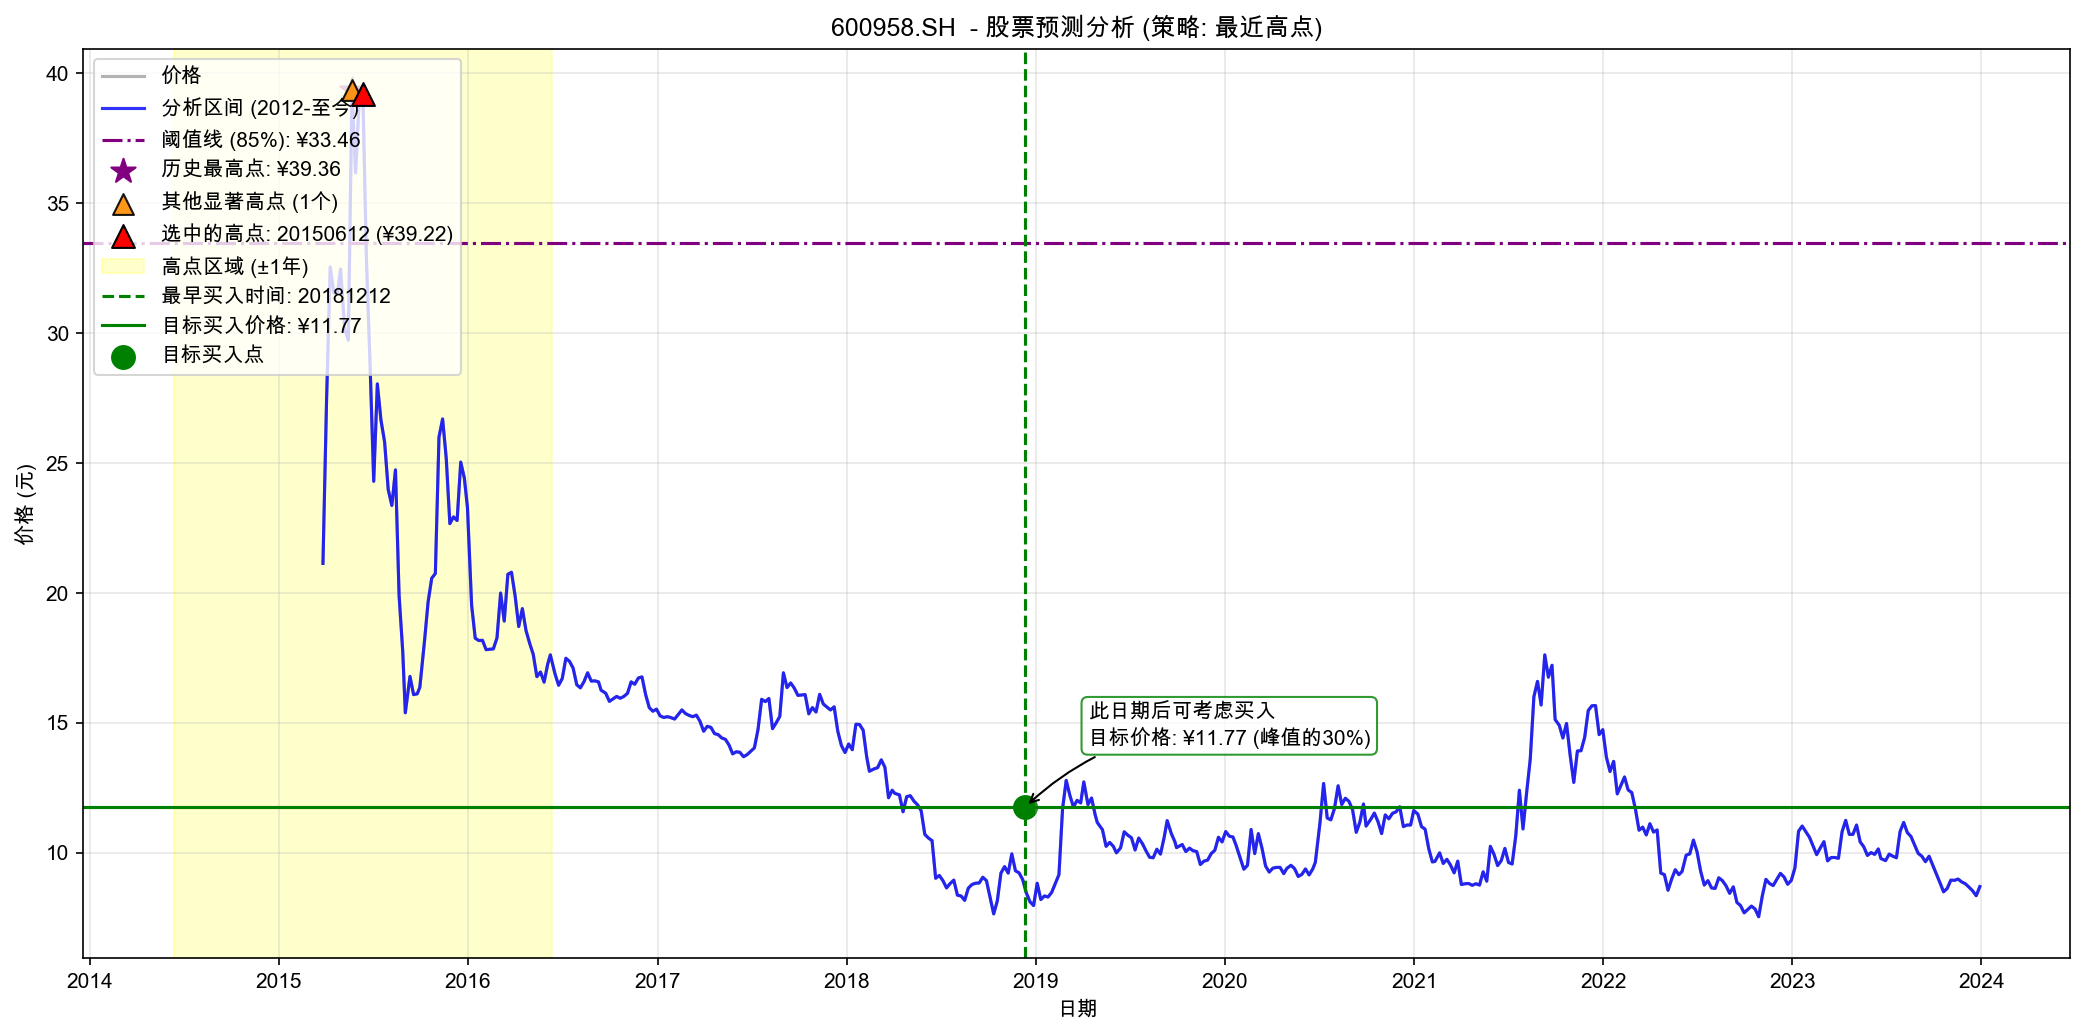 600958.SH - 股票预测分析 (策略: 最近高点)
价格
分析区间 (2012-至今)
阈值线 (85%): ¥33.46
历史最高点: ¥39.36
其他显著高点 (1个)
选中的高点: 20150612 (¥39.22)
高点区域 (±1年)
最早买入时间: 20181212
目标买入价格: ¥11.77
目标买入点
40
35
30
25
20
15
10
价格 (元)
此日期后可考虑买入
目标价格: ¥11.77 (峰值的30%)
2014
2015
2016
2017
2018
2019
2020
2021
2022
2023
2024
日期